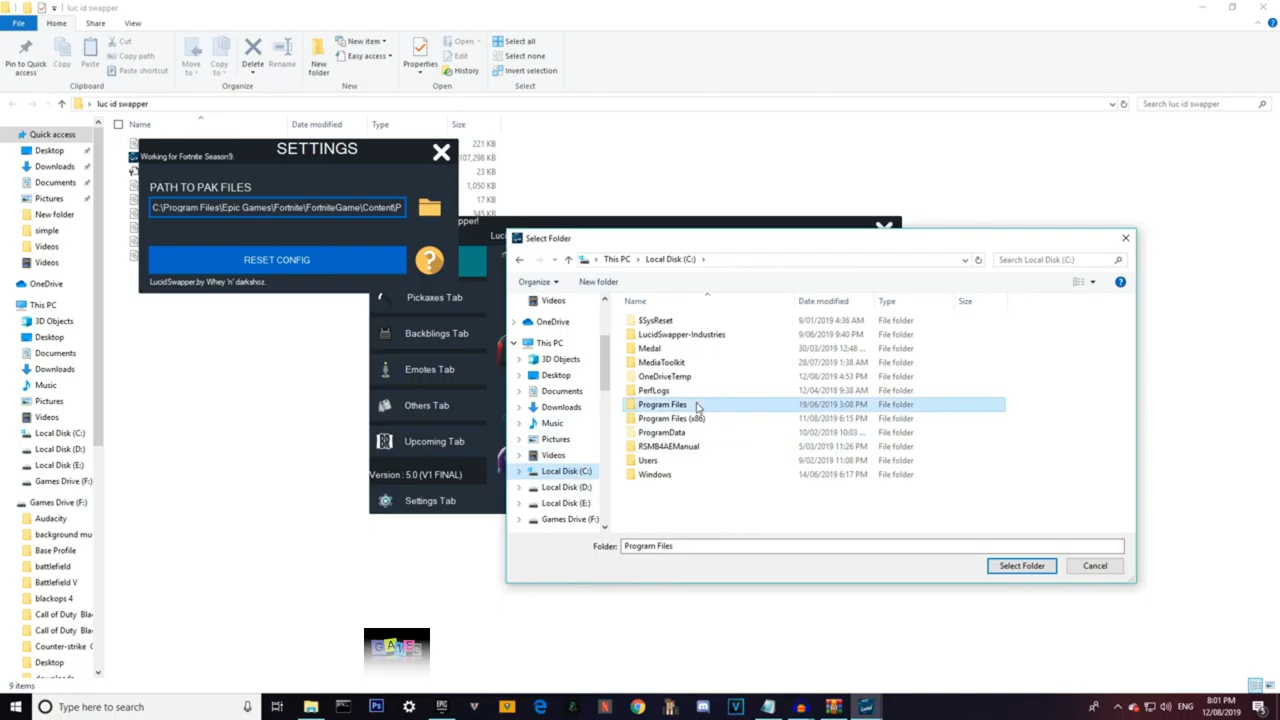 luc id swapper
File
Home
Share
View
Pin to Quick access
Copy
Paste
Cut
Copy path
Paste shortcut
Clipboard
Move to
Copy to
Delete
Rename
Organize
New folder
New item
Easy access
New
Properties
Open
Edit
History
Open
Select all
Select none
Invert selection
Select
luc id swapper
Search luc id swapper
Quick access
Desktop
Downloads
Documents
Pictures
New folder
simple
Videos
Videos
OneDrive
This PC
3D Objects
Desktop
Documents
Downloads
Music
Pictures
Videos
Local Disk (C:)
Local Disk (D:)
Local Disk (E:)
Games Drive (F:)
Games Drive (F:)
Audacity
background mu
Base Profile
battlefield
Battlefield V
blackops 4
Call of Duty Bla
Call of Duty Bla
Counter-strike
Desktop
9 items
Name
Date modified
Type
Size
221 KB
107,298 KB
23 KB
1,050 KB
17 KB
345 KB
SETTINGS
Working for Fortnite Season9.
PATH TO PAK FILES
C:\Program Files\Epic Games\Fortnite\FortniteGame\Content\P
RESET CONFIG
?
LucidSwapper,by Whey 'n' darkshoz.
pper!
Luc
Pickaxes Tab
Backblings Tab
Emotes Tab
Others Tab
Upcoming Tab
Version : 5.0 (V1 FINAL)
Settings Tab
Select Folder
This PC
Local Disk (C:)
Search Local Disk (C:)
Organize
New folder
Videos
OneDrive
This PC
3D Objects
Desktop
Documents
Downloads
Music
Pictures
Videos
Local Disk (C:)
Local Disk (D:)
Local Disk (E:)
Games Drive (F:)
Name Date modified Type Size
$SysReset 9/01/2019 4:36 AM File folder
LucidSwapper-Industries 9/06/2019 9:40 PM File folder
Medal 30/03/2019 12:48 ... File folder
MediaToolkit 28/07/2019 1:38 AM File folder
OneDriveTemp 12/08/2019 4:53 PM File folder
PerfLogs 12/04/2018 9:38 AM File folder
Program Files 19/06/2019 3:08 PM File folder
Program Files (x86) 11/08/2019 6:15 PM File folder
ProgramData 10/02/2019 10:03 ... File folder
RSMB4AEManual 5/03/2019 11:26 PM File folder
Users 9/02/2019 11:08 PM File folder
Windows 14/06/2019 6:17 PM File folder
Folder: Program Files
Select Folder
Cancel
Type here to search
ENG
8:01 PM
12/08/2019